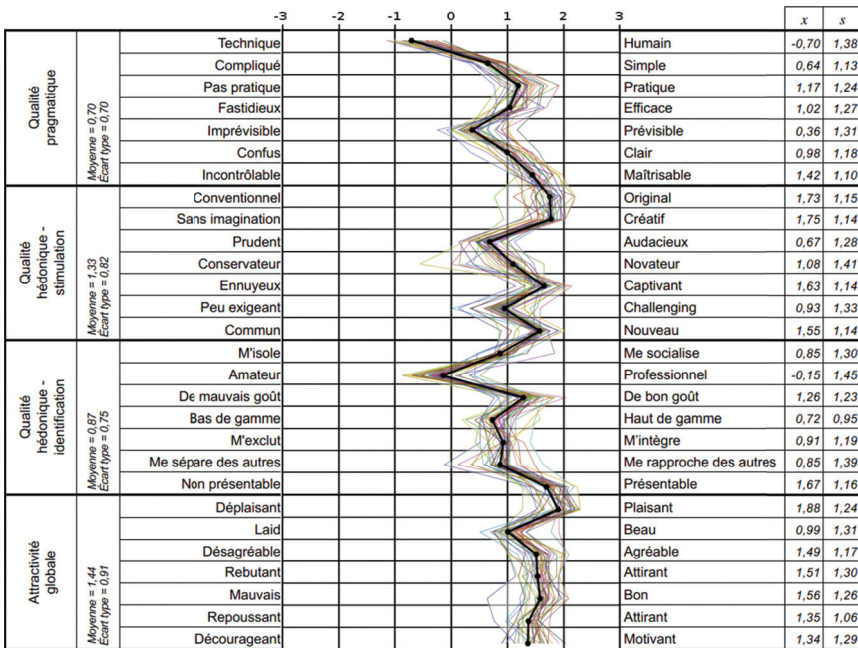 -3 -2 -1 0 1 2 3 x s
Qualité pragmatique
Moyenne = 0,70
Écart type = 0,70
Technique Humain -0,70 1,38
Compliqué Simple 0,64 1,13
Pas pratique Pratique 1,17 1,24
Fastidieux Efficace 1,02 1,27
Imprévisible Prévisible 0,36 1,31
Confus Clair 0,98 1,18
Incontrôlable Maîtrisable 1,42 1,10
Qualité hédonique - stimulation
Moyenne = 1,33
Écart type = 0,82
Conventionnel Original 1,73 1,15
Sans imagination Créatif 1,75 1,14
Prudent Audacieux 0,67 1,28
Conservateur Novateur 1,08 1,41
Ennuyeux Captivant 1,63 1,14
Peu exigeant Challenging 0,93 1,33
Commun Nouveau 1,55 1,14
Qualité hédonique - identification
Moyenne = 0,87
Écart type = 0,75
M'isole Me socialise 0,85 1,30
Amateur Professionnel -0,15 1,45
De mauvais goût De bon goût 1,26 1,23
Bas de gamme Haut de gamme 0,72 0,95
M'exclut M'intègre 0,91 1,19
Me sépare des autres Me rapproche des autres 0,85 1,39
Non présentable Présentable 1,67 1,16
Attractivité globale
Moyenne = 1,44
Écart type = 0,91
Déplaisant Plaisant 1,88 1,24
Laid Beau 0,99 1,31
Désagréable Agréable 1,49 1,17
Rebutant Attirant 1,51 1,30
Mauvais Bon 1,56 1,26
Repoussant Attirant 1,35 1,06
Décourageant Motivant 1,34 1,29